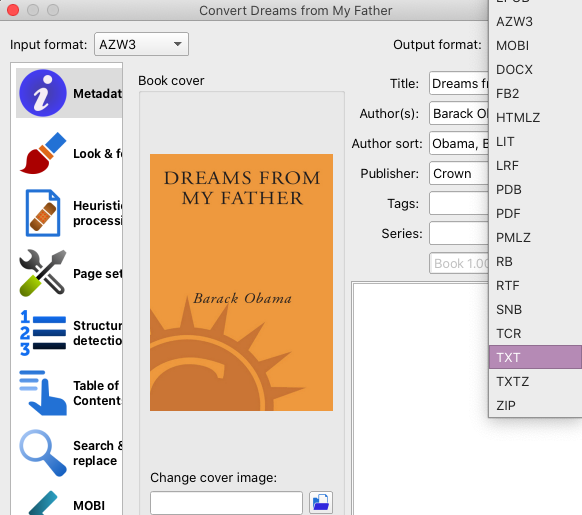 Convert Dreams from My Father
Input format: AZW3
Output format:
Metadat
Look & f
Heuristi
processi
Page set
Structur
detectio
Table of
Content
Search &
replace
MOBI
Book cover
DREAMS FROM
MY FATHER
Barack Obama
Change cover image:
Title: Dreams f
Author(s): Barack O
Author sort: Obama, B
Publisher: Crown
Tags:
Series:
Book 1.00
EPUB
AZW3
MOBI
DOCX
FB2
HTMLZ
LIT
LRF
PDB
PDF
PMLZ
RB
RTF
SNB
TCR
TXT
TXTZ
ZIP